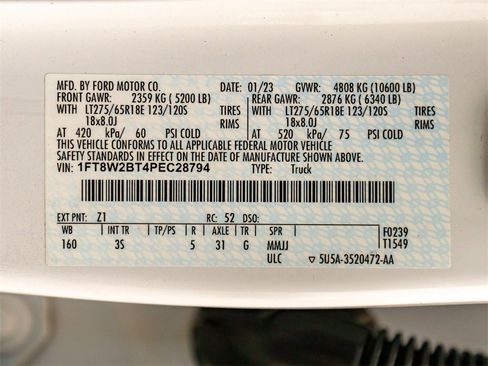 MFD. BY FORD MOTOR CO. DATE: 01/23 GVWR: 4808 KG (10600 LB)
FRONT GAWR: 2359 KG ( 5200 LB) REAR GAWR: 2876 KG ( 6340 LB)
LT275/65R18E 123/120S TIRES LT275/65R18E 123/120S TIRES
18x8.0J RIMS 18x8.0J RIMS
AT 420 kPa/ 60 PSI COLD AT 520 kPa/ 75 PSI COLD
THIS VEHICLE CONFORMS TO ALL APPLICABLE FEDERAL MOTOR VEHICLE
SAFETY STANDARDS IN EFFECT ON THE DATE OF MANUFACTURE SHOWN ABOVE.
VIN: 1FT8W2BT4PEC28794 TYPE: Truck
EXT PNT: Z1 RC: 52 DSO:
WB INT TR TP/PS R AXLE TR SPR F0239
160 3S 5 31 G MMJJ T1549
ULC ▽ 5U5A-3520472-AA